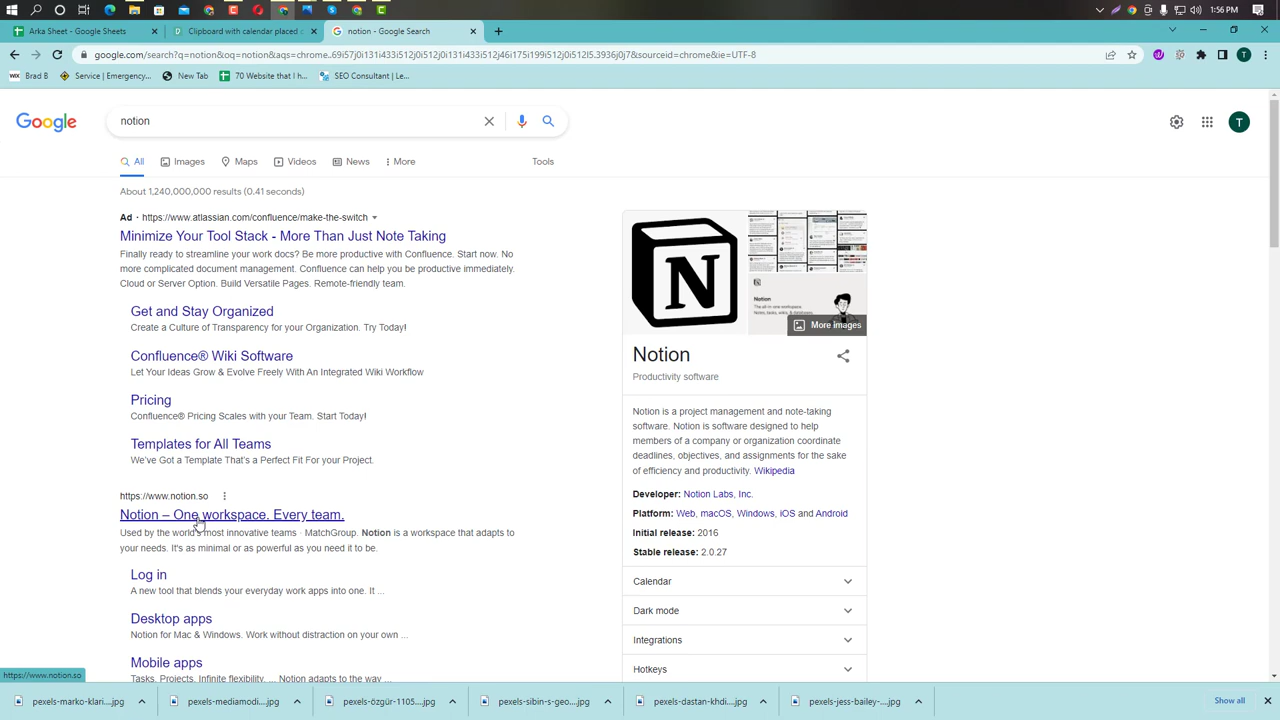 1:56 PM
Arka Sheet - Google Sheets
Clipboard with calendar placed o
notion - Google Search
google.com/search?q=notion&oq=notion&aqs=chrome..69i57j0i131i433i512j0i512l2j0i131i433i512j46i175i199i512j0i512l5.3936j0j7&sourceid=chrome&ie=UTF-8
T
WIX Brad B
Service | Emergency...
New Tab
70 Website that I h...
SEO Consultant | Le...
Google
notion
T
All
Images
Maps
Videos
News
More
Tools
About 1,240,000,000 results (0.41 seconds)
Ad · https://www.atlassian.com/confluence/make-the-switch
Minimize Your Tool Stack - More Than Just Note Taking
Finally ready to streamline your work docs? Be more productive with Confluence. Start now. No
more complicated document management. Confluence can help you be productive immediately.
Cloud or Server Option. Build Versatile Pages. Remote-friendly team.
Get and Stay Organized
Create a Culture of Transparency for your Organization. Try Today!
Confluence® Wiki Software
Let Your Ideas Grow & Evolve Freely With An Integrated Wiki Workflow
Pricing
Confluence® Pricing Scales with your Team. Start Today!
Templates for All Teams
We've Got a Template That's a Perfect Fit For your Project.
https://www.notion.so
Notion – One workspace. Every team.
Used by the world's most innovative teams · MatchGroup. Notion is a workspace that adapts to
your needs. It's as minimal or as powerful as you need it to be.
Log in
A new tool that blends your everyday work apps into one. It ...
Desktop apps
Notion for Mac & Windows. Work without distraction on your own ...
Mobile apps
Tasks. Projects. Infinite flexibility. ... Notion adapts to the way ...
N
Notion
The all-in-one workspace
Notes, tasks, wikis, & databases.
More images
Notion
Productivity software
Notion is a project management and note-taking
software. Notion is software designed to help
members of a company or organization coordinate
deadlines, objectives, and assignments for the sake
of efficiency and productivity. Wikipedia
Developer: Notion Labs, Inc.
Platform: Web, macOS, Windows, iOS and Android
Initial release: 2016
Stable release: 2.0.27
Calendar
Dark mode
Integrations
Hotkeys
https://www.notion.so
pexels-marko-klari....jpg
pexels-mediamodi....jpg
pexels-özgür-1105....jpg
pexels-sibin-s-geo....jpg
pexels-dastan-khdi....jpg
pexels-jess-bailey-....jpg
Show all